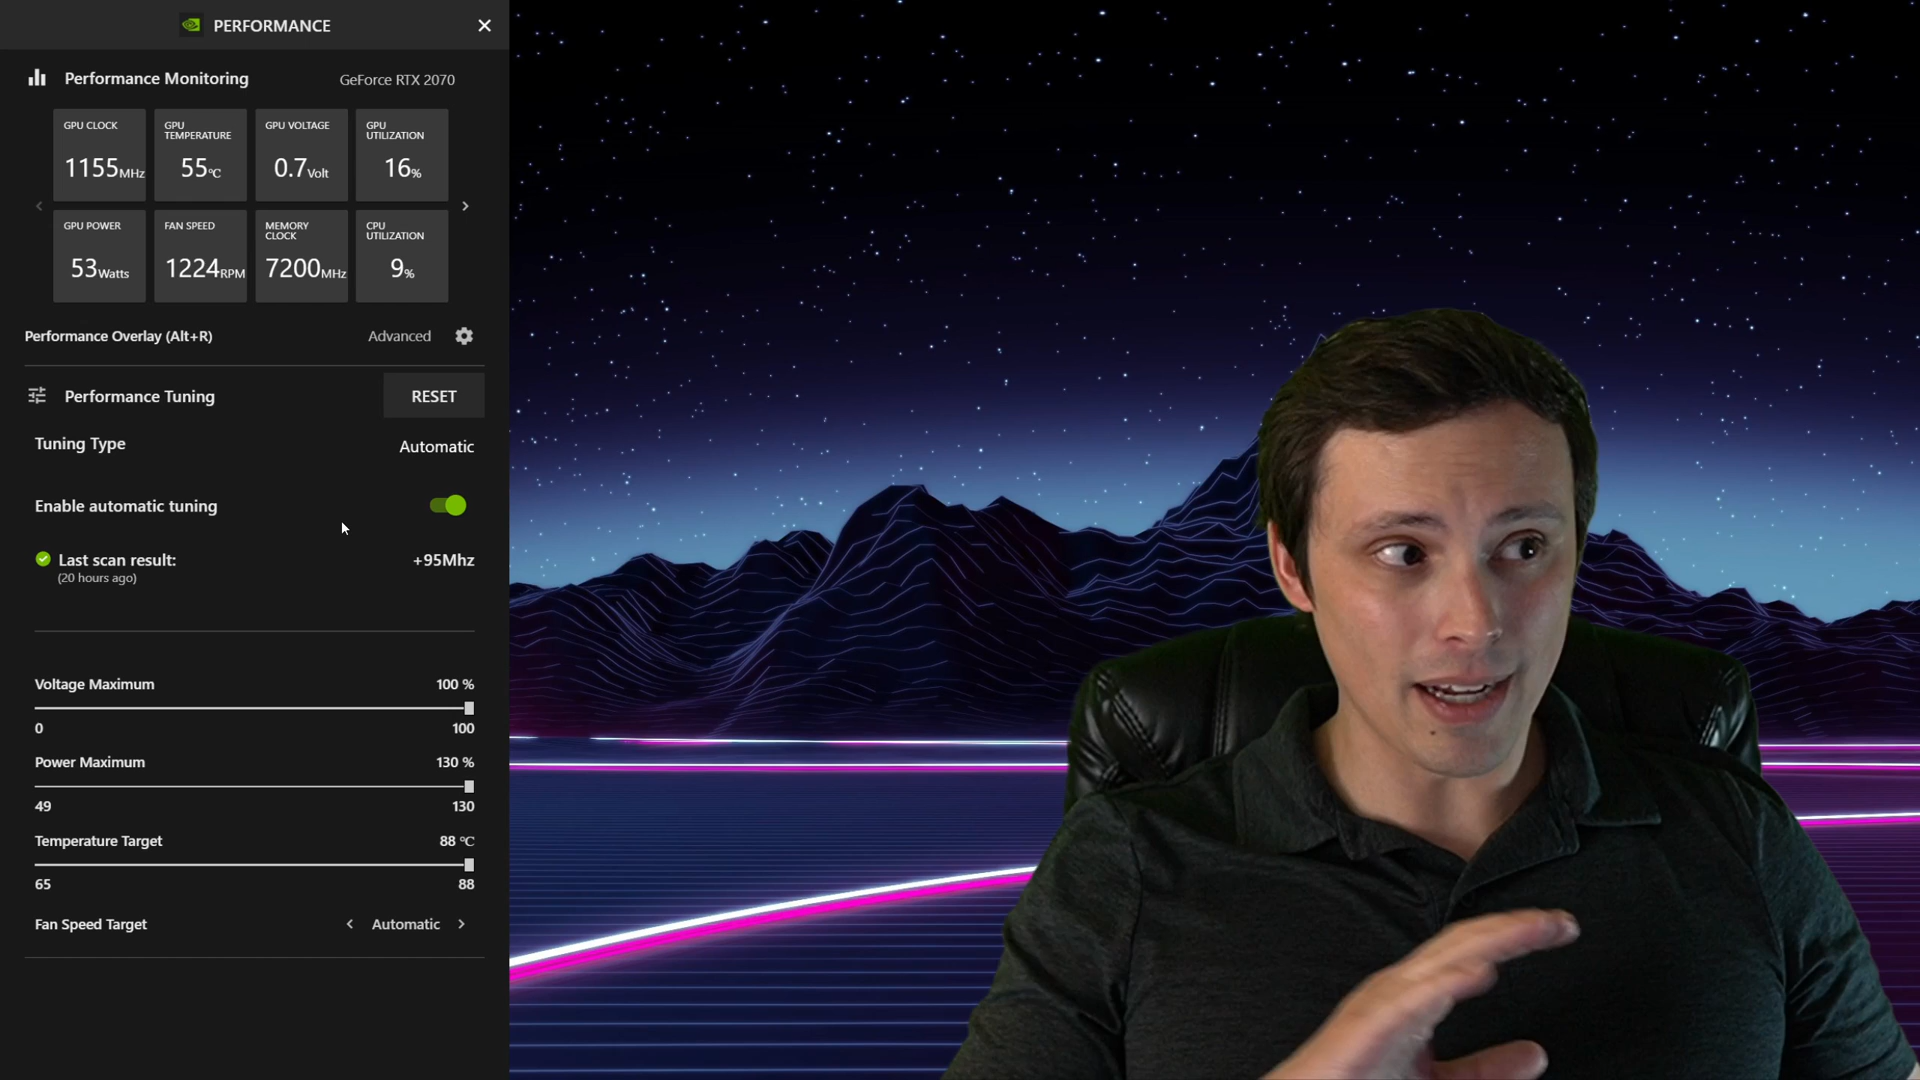 PERFORMANCE
Performance Monitoring
GeForce RTX 2070
GPU CLOCK
1155MHz
GPU
TEMPERATURE
55°C
GPU VOLTAGE
0.7Volt
GPU
UTILIZATION
16%
GPU POWER
53Watts
FAN SPEED
1224RPM
MEMORY
CLOCK
7200MHz
CPU
UTILIZATION
9%
Performance Overlay (Alt+R)
Advanced
Performance Tuning
RESET
Tuning Type
Automatic
Enable automatic tuning
Last scan result:
+95Mhz
(20 hours ago)
Voltage Maximum
100 %
0
100
Power Maximum
130 %
49
130
Temperature Target
88 °C
65
88
Fan Speed Target
Automatic